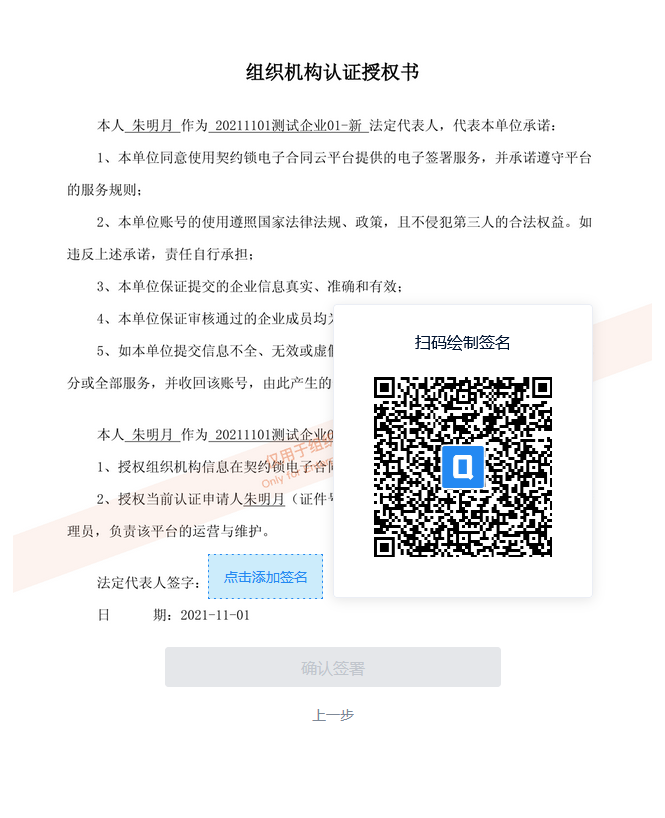 组织机构认证授权书
本人 朱明月 作为 20211101测试企业01-新 法定代表人，代表本单位承诺：
1、本单位同意使用契约锁电子合同云平台提供的电子签署服务，并承诺遵守平台
的服务规则；
2、本单位账号的使用遵照国家法律法规、政策，且不侵犯第三人的合法权益。如
违反上述承诺，责任自行承担；
3、本单位保证提交的企业信息真实、准确和有效；
4、本单位保证审核通过的企业成员均为
5、如本单位提交信息不全、无效或虚假
分或全部服务，并收回该账号，由此产生的
扫码绘制签名
本人 朱明月 作为 20211101测试企业0
仅用于组织
Only for
1、授权组织机构信息在契约锁电子合同
2、授权当前认证申请人朱明月（证件号
理员，负责该平台的运营与维护。
法定代表人签字：
点击添加签名
日 期：2021-11-01
确认签署
上一步